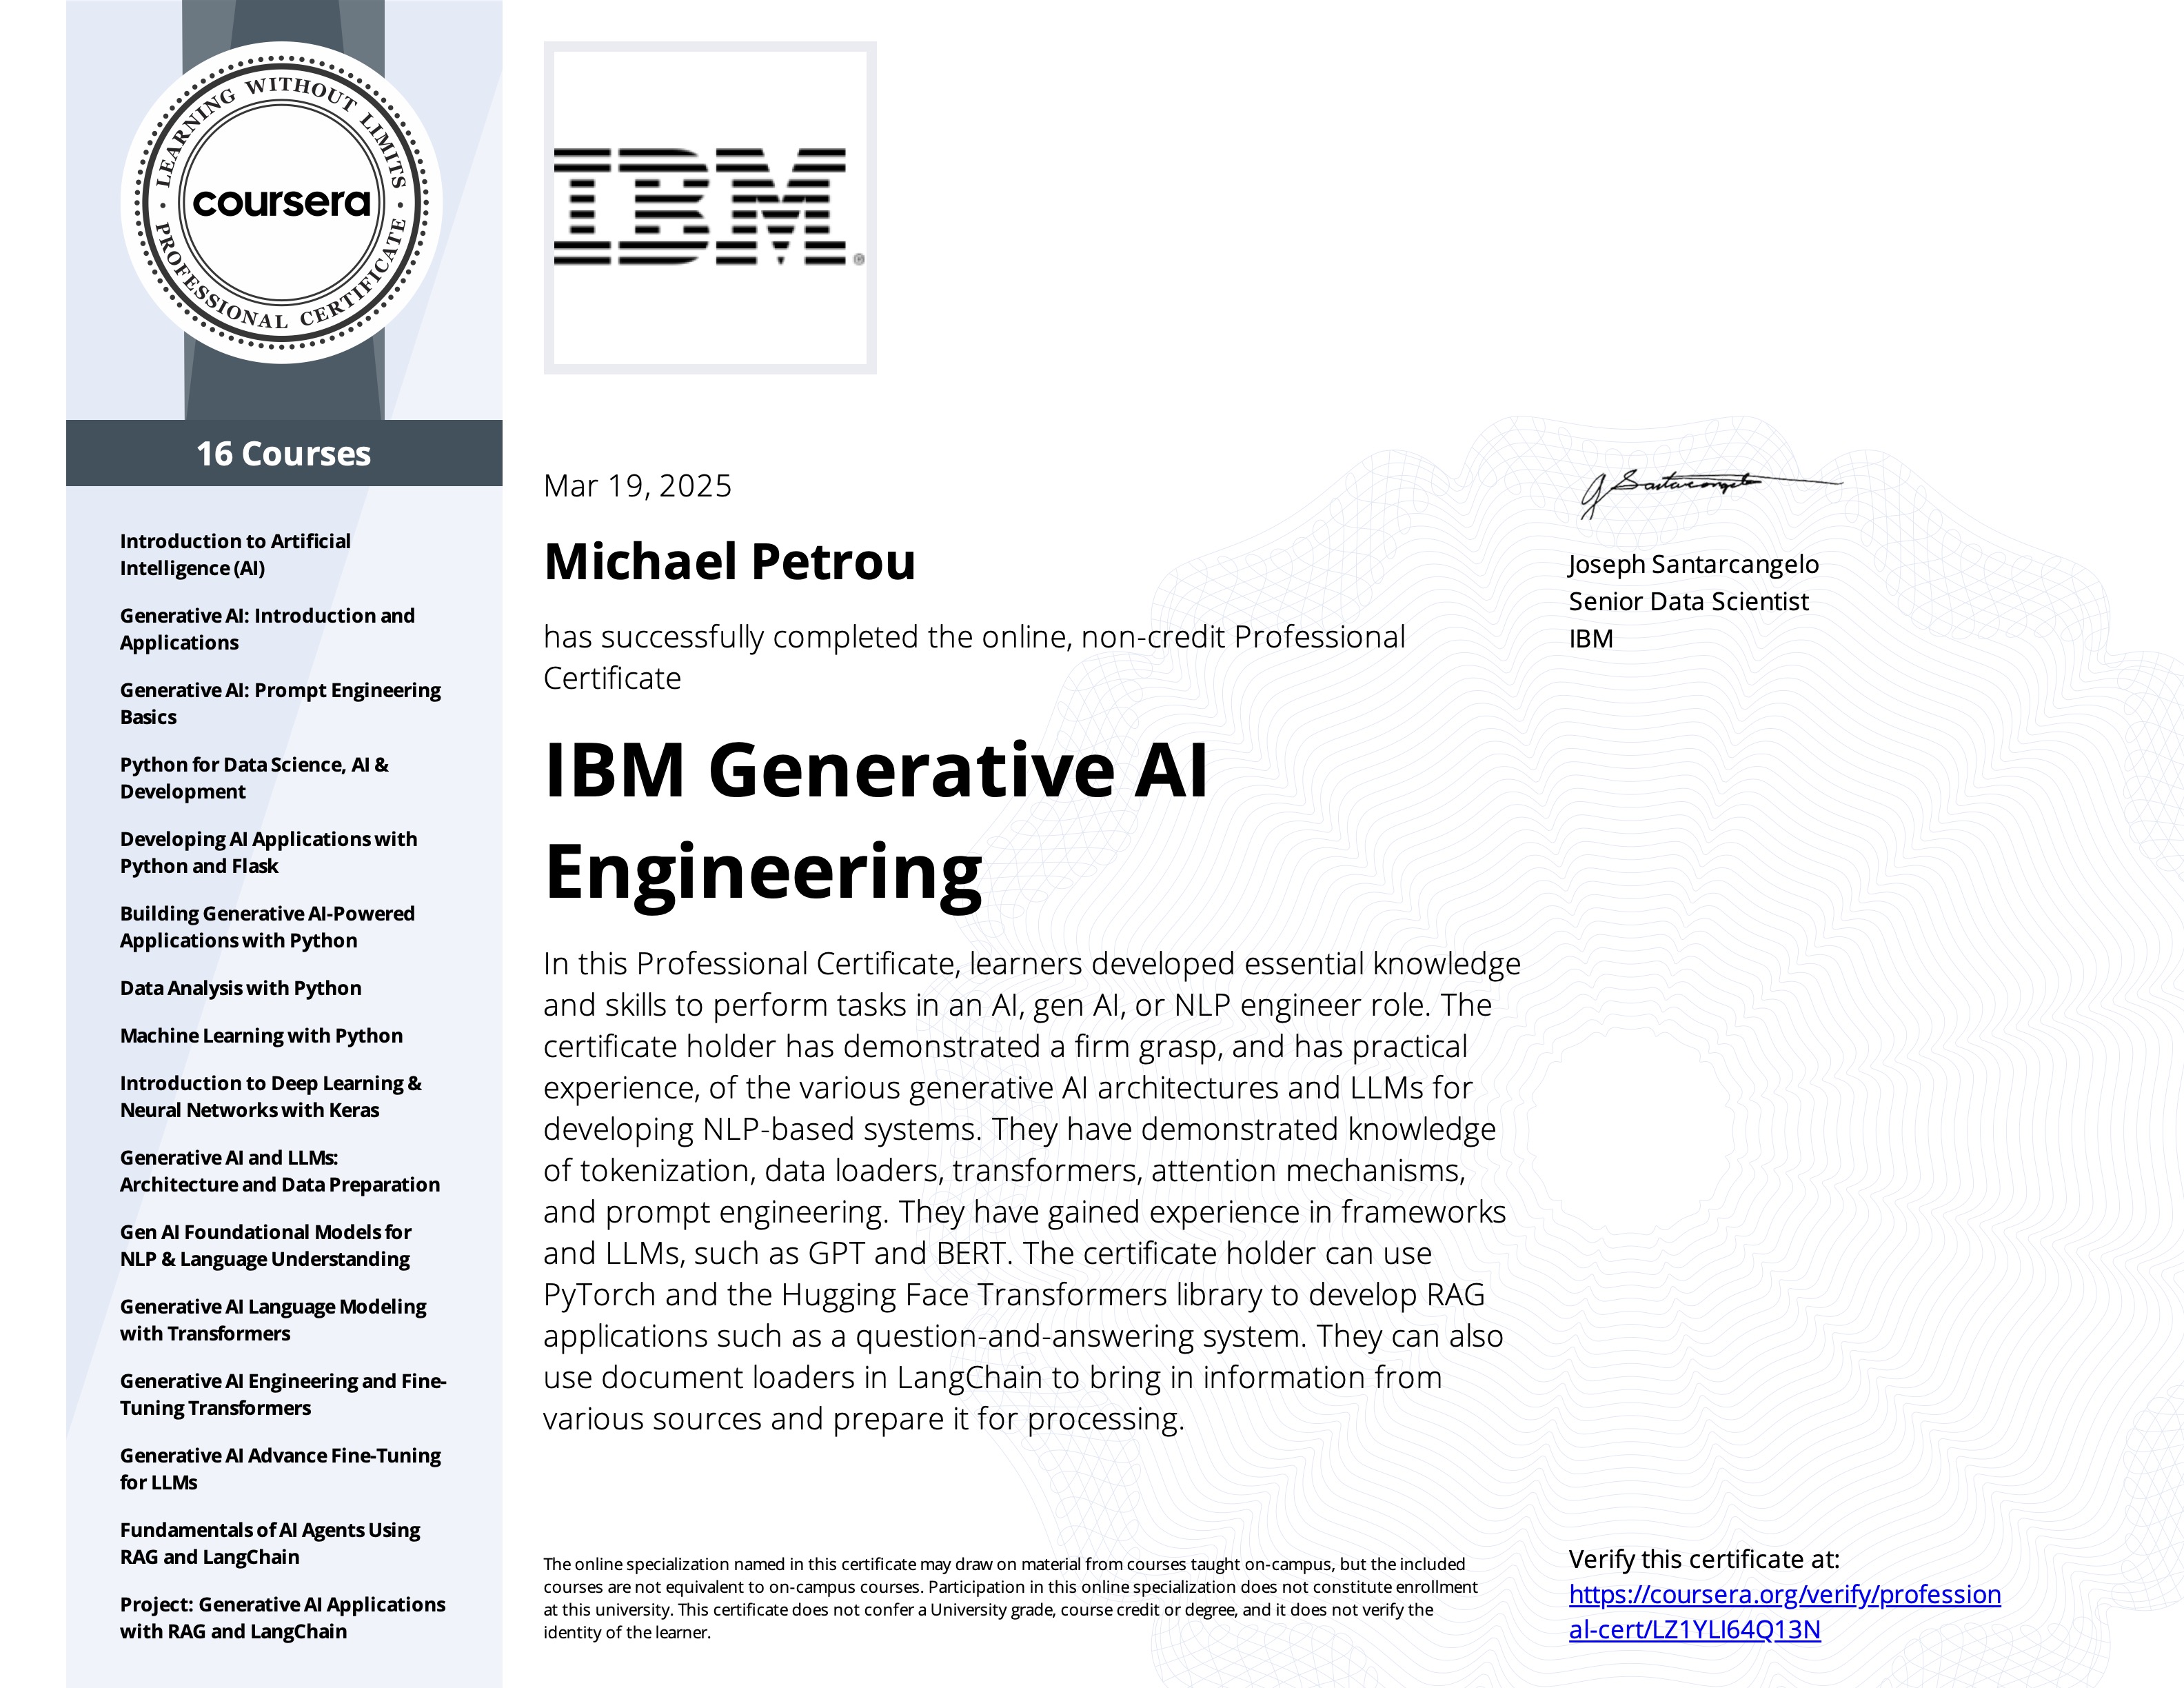 LEARNING WITHOUT LIMITS
coursera
PROFESSIONAL CERTIFICATE
16 Courses
Introduction to Artificial
Intelligence (AI)
Generative AI: Introduction and
Applications
Generative AI: Prompt Engineering
Basics
Python for Data Science, AI &
Development
Developing AI Applications with
Python and Flask
Building Generative AI-Powered
Applications with Python
Data Analysis with Python
Machine Learning with Python
Introduction to Deep Learning &
Neural Networks with Keras
Generative AI and LLMs:
Architecture and Data Preparation
Gen AI Foundational Models for
NLP & Language Understanding
Generative AI Language Modeling
with Transformers
Generative AI Engineering and Fine-
Tuning Transformers
Generative AI Advance Fine-Tuning
for LLMs
Fundamentals of AI Agents Using
RAG and LangChain
Project: Generative AI Applications
with RAG and LangChain
IBM®
Mar 19, 2025
Michael Petrou
has successfully completed the online, non-credit Professional
Certificate
IBM Generative AI
Engineering
In this Professional Certificate, learners developed essential knowledge
and skills to perform tasks in an AI, gen AI, or NLP engineer role. The
certificate holder has demonstrated a firm grasp, and has practical
experience, of the various generative AI architectures and LLMs for
developing NLP-based systems. They have demonstrated knowledge
of tokenization, data loaders, transformers, attention mechanisms,
and prompt engineering. They have gained experience in frameworks
and LLMs, such as GPT and BERT. The certificate holder can use
PyTorch and the Hugging Face Transformers library to develop RAG
applications such as a question-and-answering system. They can also
use document loaders in LangChain to bring in information from
various sources and prepare it for processing.
The online specialization named in this certificate may draw on material from courses taught on-campus, but the included
courses are not equivalent to on-campus courses. Participation in this online specialization does not constitute enrollment
at this university. This certificate does not confer a University grade, course credit or degree, and it does not verify the
identity of the learner.
J Santarcangelo
Joseph Santarcangelo
Senior Data Scientist
IBM
Verify this certificate at:
https://coursera.org/verify/profession
al-cert/LZ1YLI64Q13N